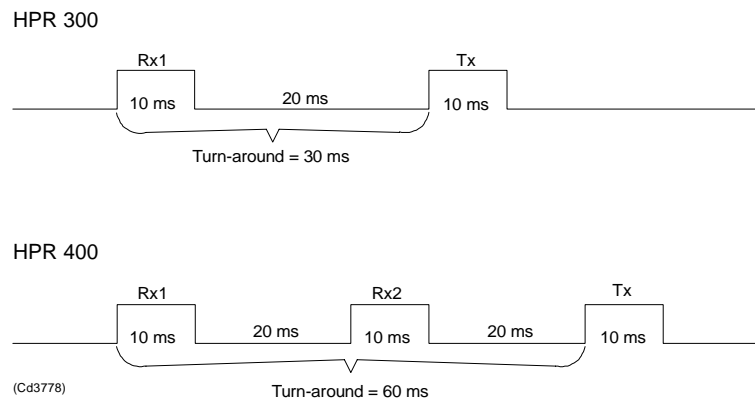 HPR 300
Rx1 Tx
10 ms 20 ms 10 ms
Turn-around = 30 ms
HPR 400
Rx1 Rx2 Tx
10 ms 20 ms 10 ms 20 ms 10 ms
(Cd3778) Turn-around = 60 ms